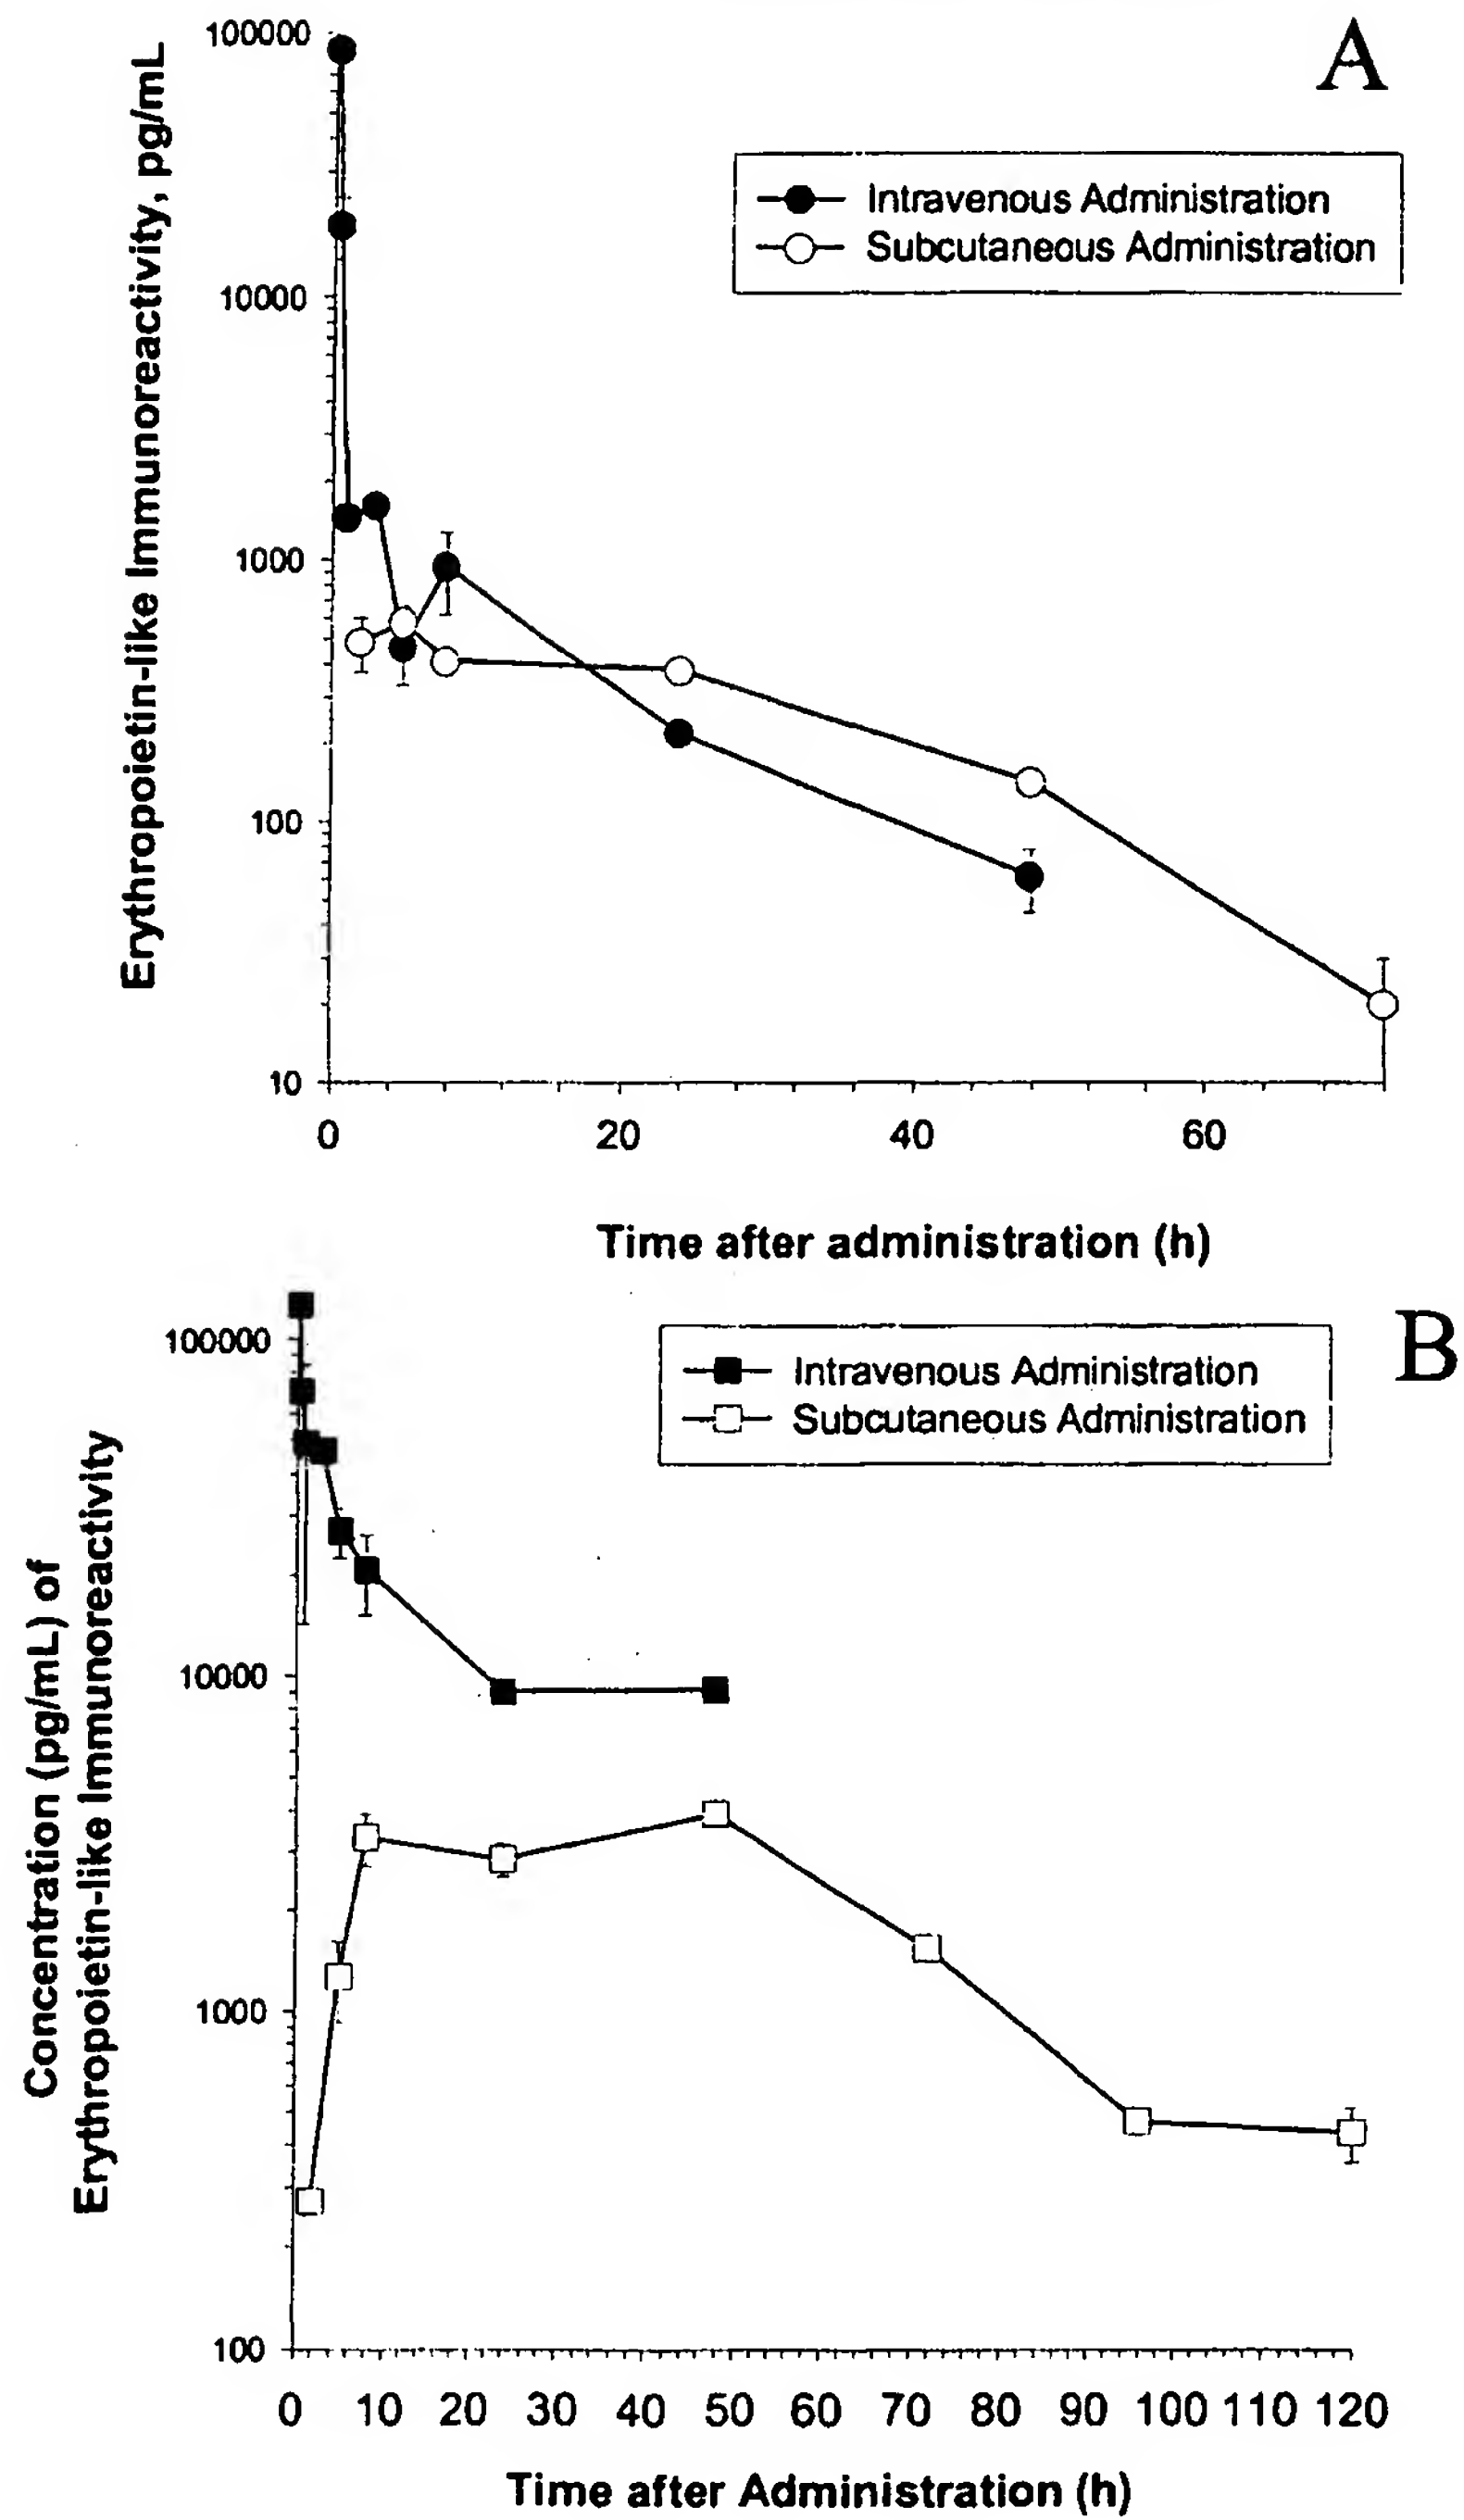 A
Erythropoietin-like Immunoreactivity, pg/mL
100000
10000
1000
100
10
Intravenous Administration
Subcutaneous Administration
0 20 40 60
Time after administration (h)
B
Concentration (pg/mL) of
Erythropoietin-like Immunoreactivity
100000
10000
1000
100
Intravenous Administration
Subcutaneous Administration
0 10 20 30 40 50 60 70 80 90 100 110 120
Time after Administration (h)